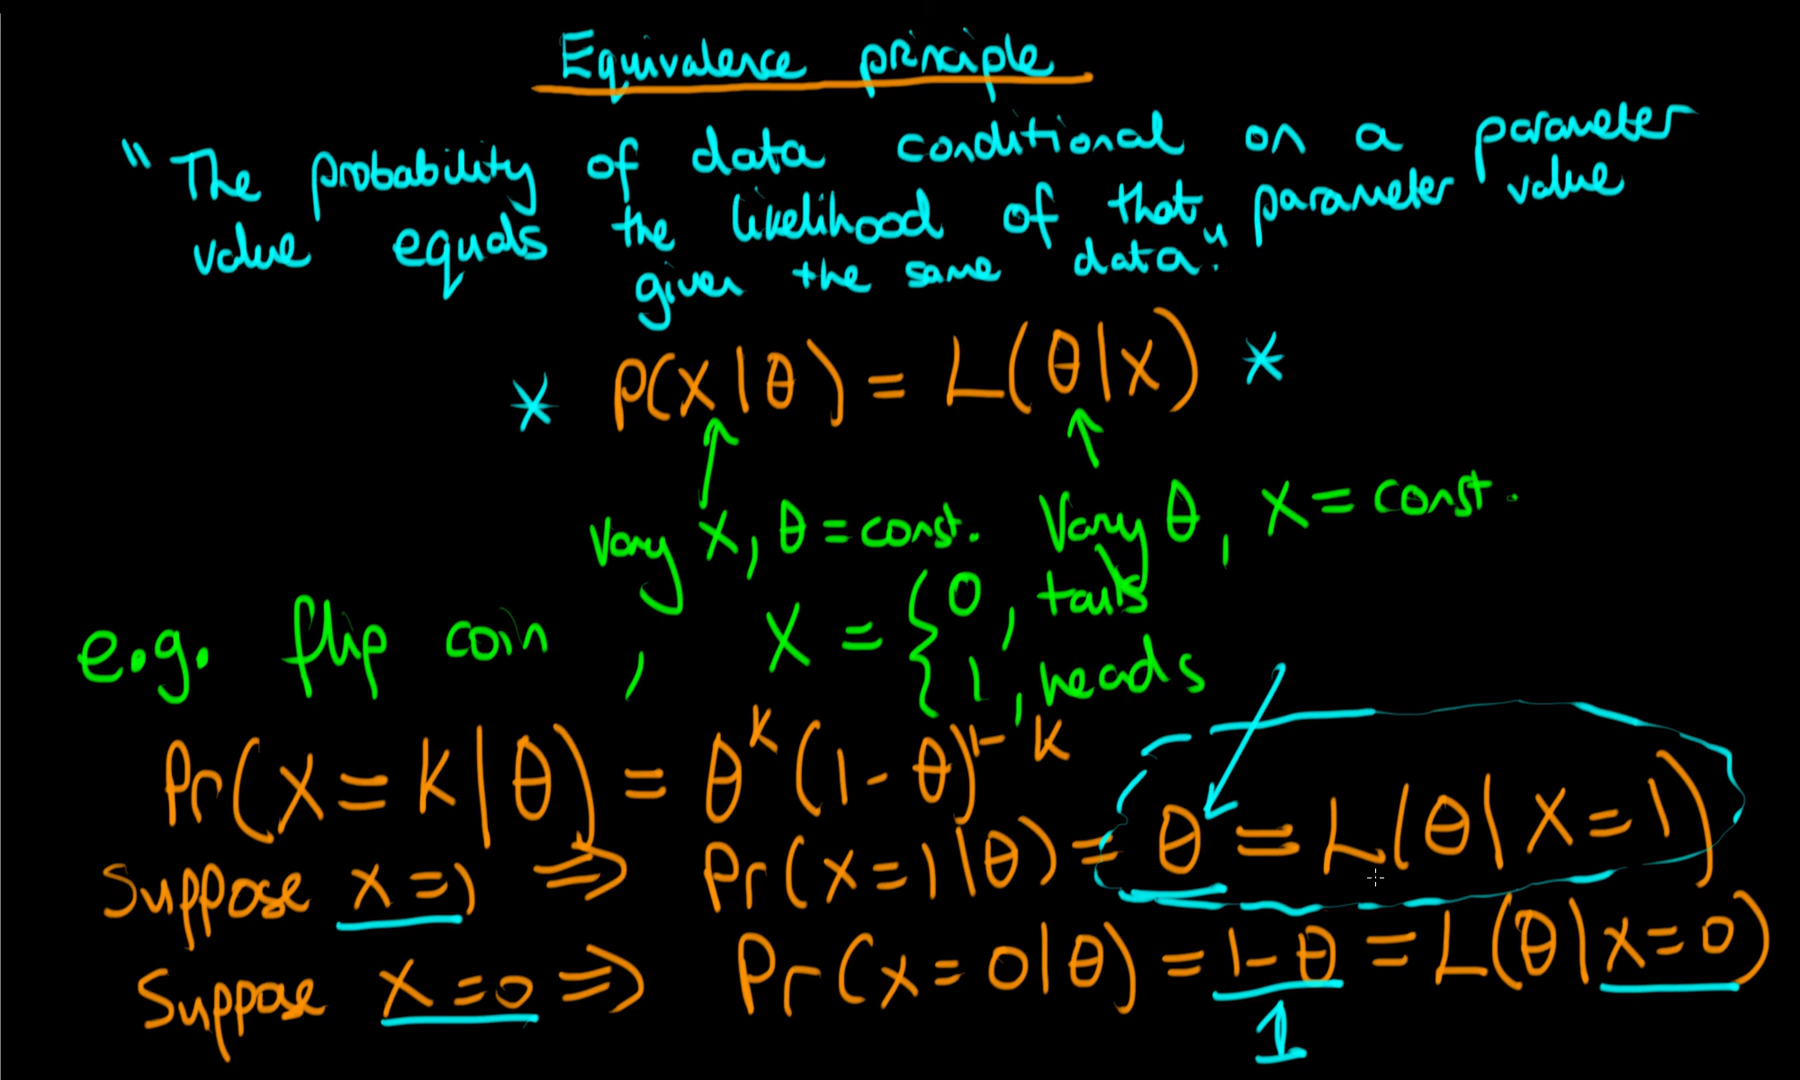 Equivalence principle
"The probability of data conditional on a parameter
value equals the likelihood of that parameter value
given the same data."
* P(X|θ) = L(θ|X) *
Vary X, θ = const. Vary θ, X = const.
e.g. flip coin, X = { 0, tails
1, heads
Pr(X = K|θ) = θ^K (1-θ)^1-K
Suppose X=1 ⇒ Pr(X=1|θ) = θ = L(θ|X=1)
Suppose X=0 ⇒ Pr(X=0|θ) = 1-θ = L(θ|X=0)
1